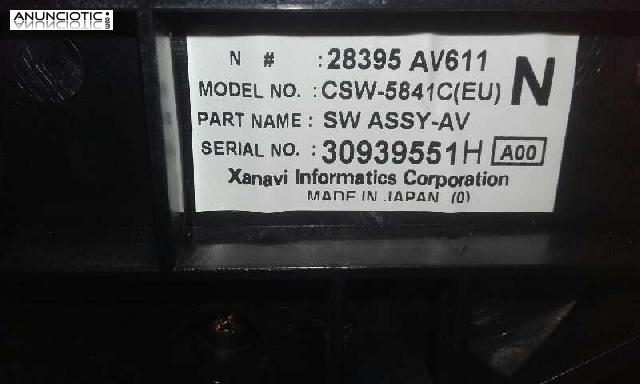 ANUNCIOTIC.com
N # : 28395 AV611
MODEL NO. : CSW-5841C(EU) N
PART NAME : SW ASSY-AV
SERIAL NO. : 30939551H A00
Xanavi Informatics Corporation
MADE IN JAPAN (0)